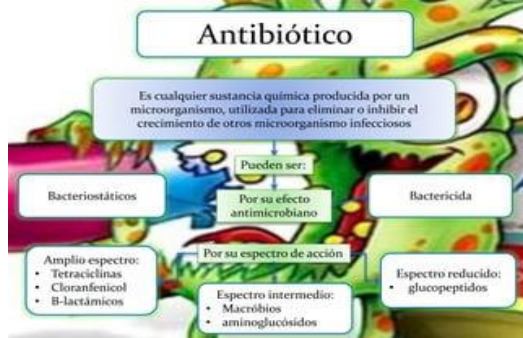 Antibiótico
Es cualquier sustancia química producida por un
microorganismo, utilizada para eliminar o inhibir el
crecimiento de otros microorganismo infecciosos
Pueden ser:
Bacteriostáticos
Por su efecto
antimicrobiano
Bactericida
Por su espectro de acción
Amplio espectro:
• Tetraciclinas
• Cloranfenicol
• B-lactámicos
Espectro intermedio:
• Macróbios
• aminoglucósidos
Espectro reducido:
• glucopeptidos